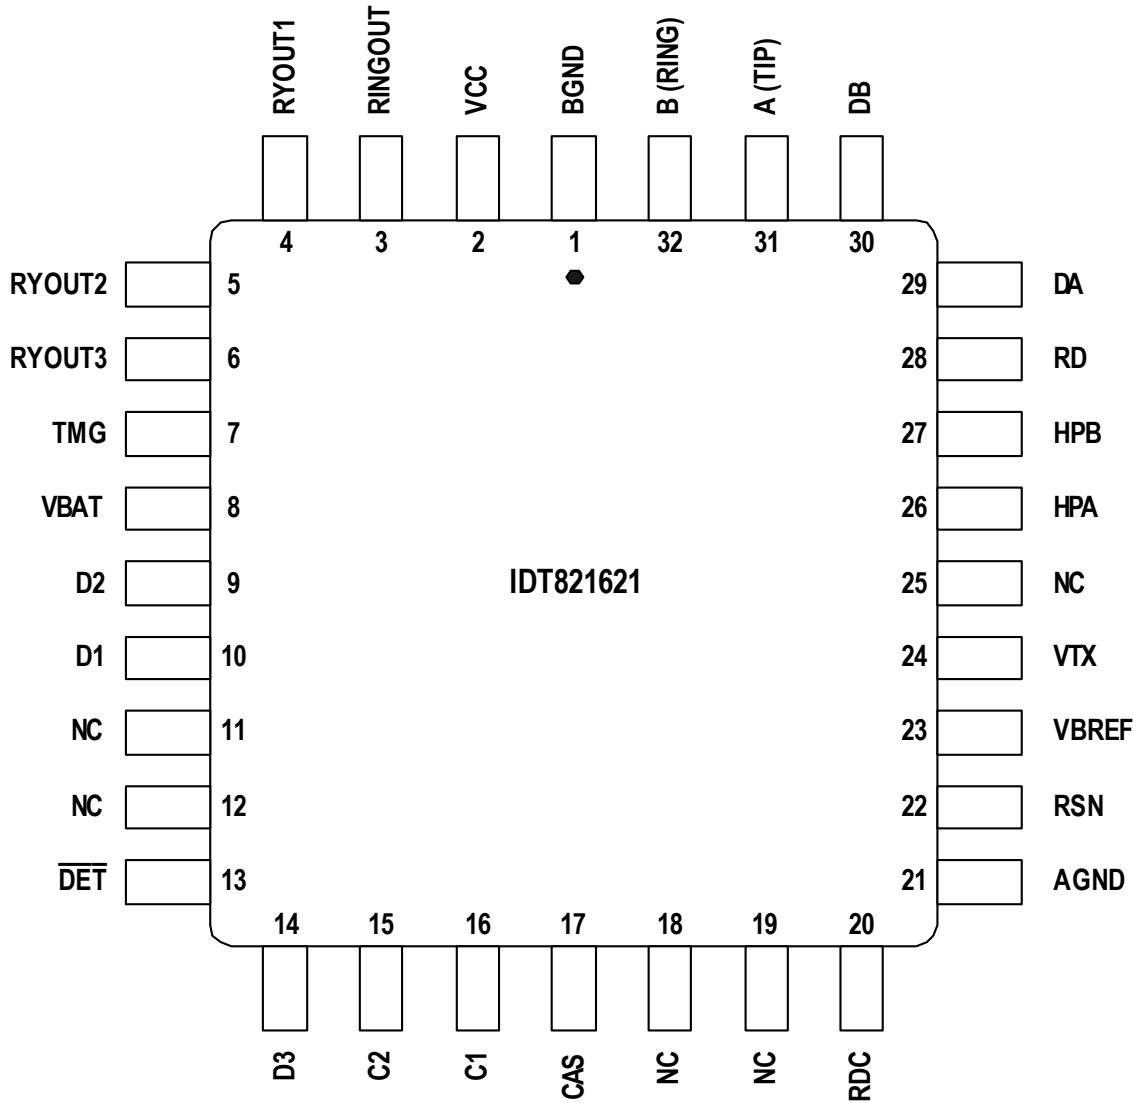 RYOUT1
RINGOUT
VCC
BGND
B (RING)
A (TIP)
DB
4 3 2 1 32 31 30
RYOUT2 5 29 DA
RYOUT3 6 28 RD
TMG 7 27 HPB
VBAT 8 26 HPA
D2 9 IDT821621 25 NC
D1 10 24 VTX
NC 11 23 VBREF
NC 12 22 RSN
D̅E̅T̅ 13 21 AGND
14 15 16 17 18 19 20
D3
C2
C1
CAS
NC
NC
RDC